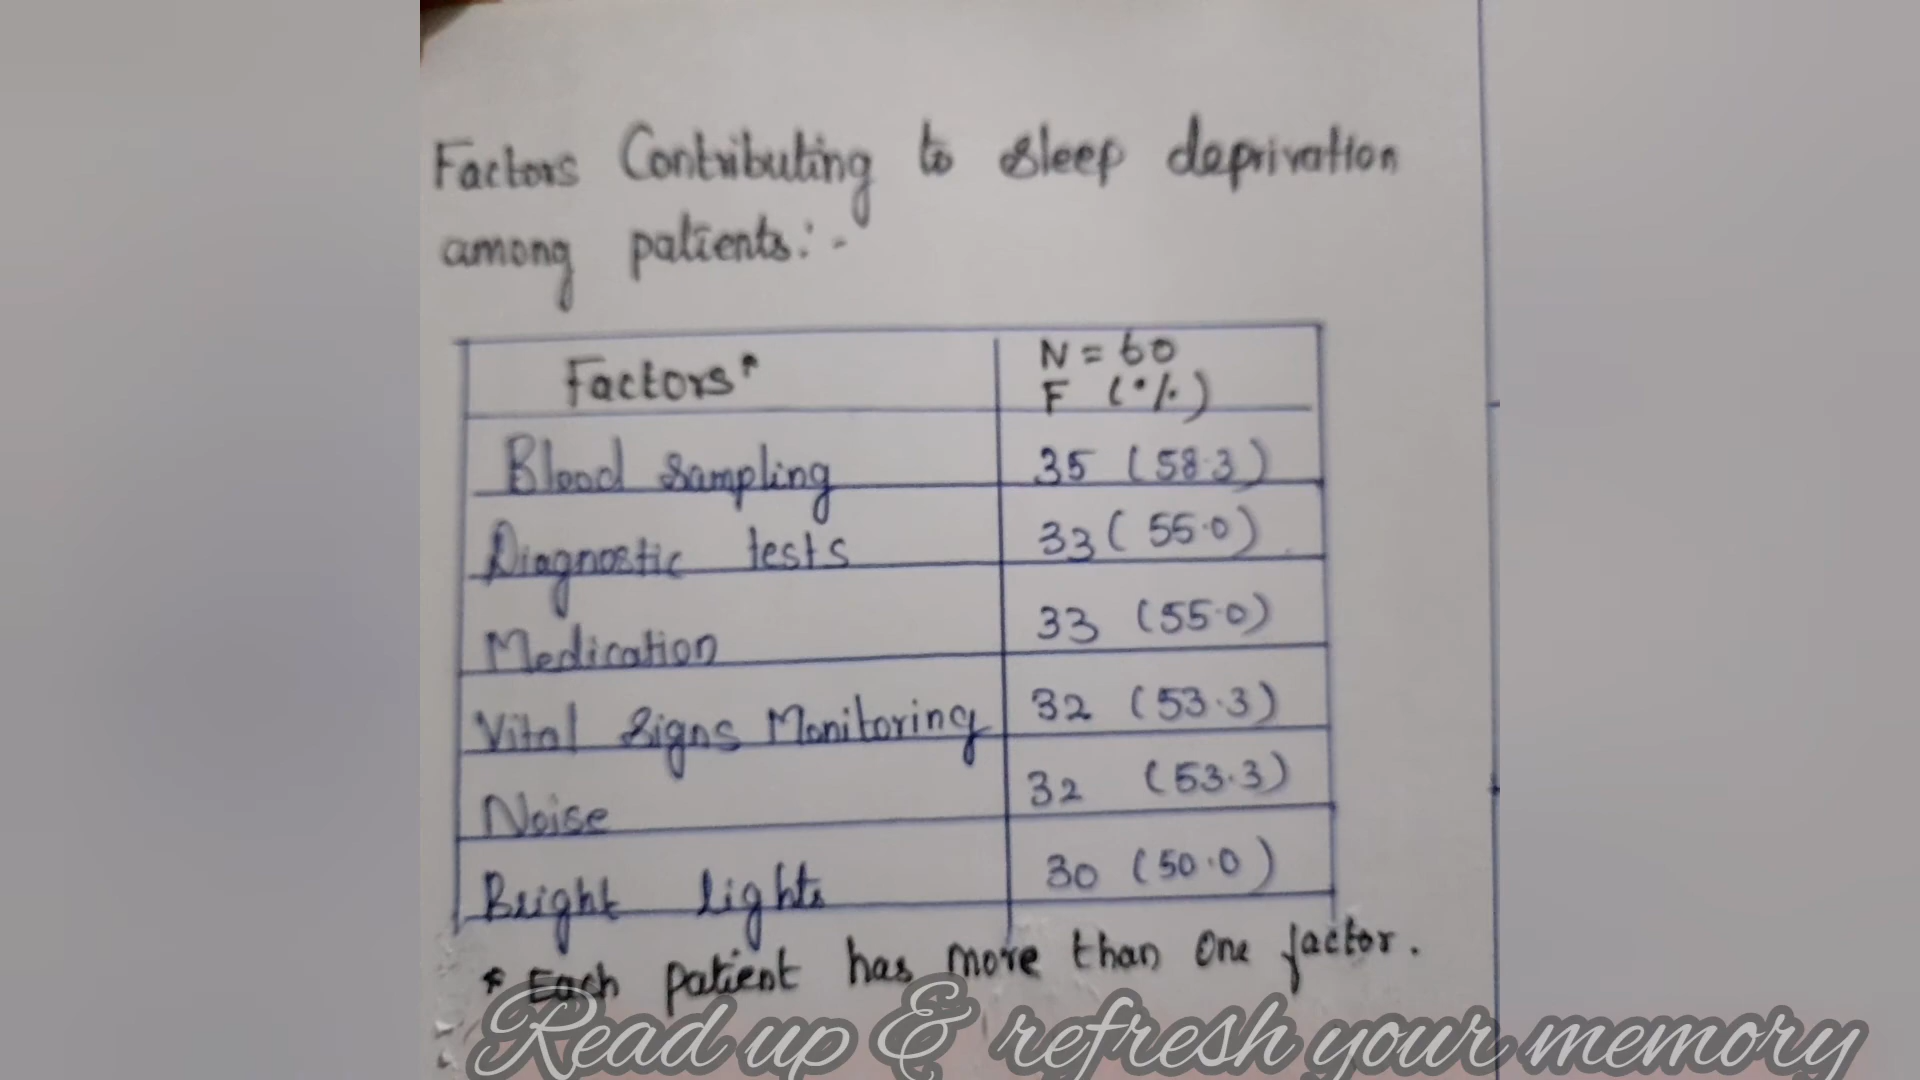 Factors Contributing to sleep deprivation
among patients:-
Factors*
N = 60
F (%)
Blood sampling 35 (58.3)
Diagnostic tests 33 (55.0)
Medication 33 (55.0)
Vital signs Monitoring 32 (53.3)
Noise 32 (53.3)
Bright lights 30 (50.0)
* Each patient has more than one factor.
Read up & refresh your memory